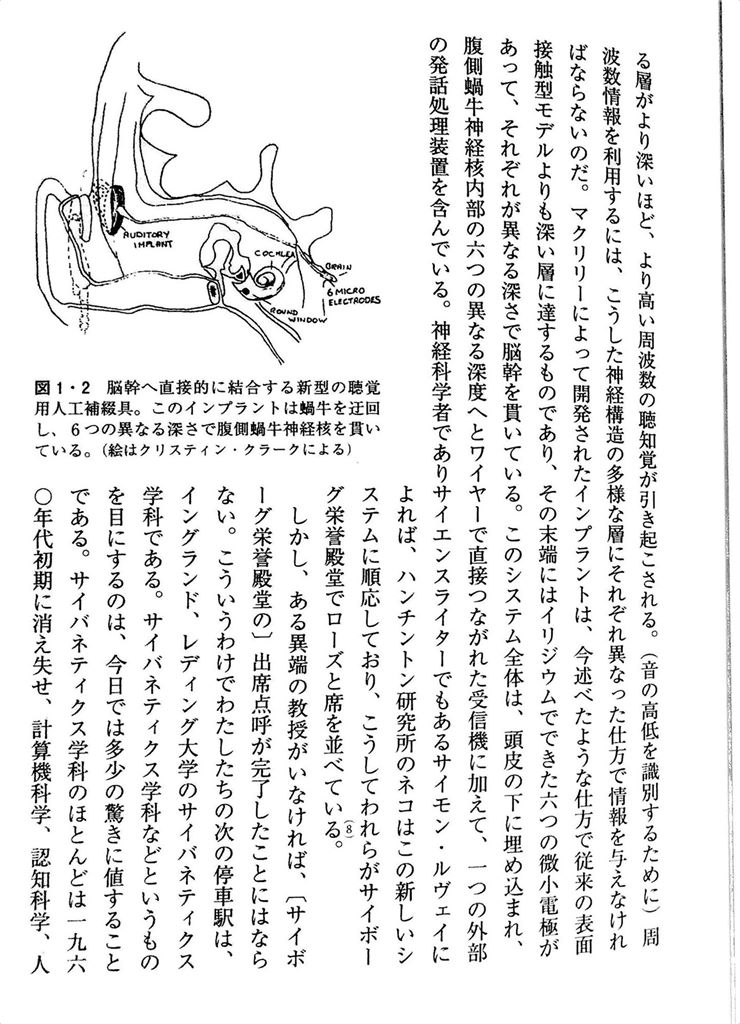 る層がより深いほど、より高い周波数の聴知覚が引き起こされる。（音の高低を識別するために）周
波数情報を利用するには、こうした神経構造の多様な層にそれぞれ異なった仕方で情報を与えなけれ
ばならないのだ。マクリリーによって開発されたインプラントは、今述べたような仕方で従来の表面
接触型モデルよりも深い層に達するものであり、その末端にはイリジウムでできた六つの微小電極が
あって、それぞれが異なる深さで脳幹を貫いている。このシステム全体は、頭皮の下に埋め込まれ、
腹側蝸牛神経核内部の六つの異なる深度へとワイヤーで直接つながれた受信機に加えて、一つの外部
の発話処理装置を含んでいる。神経科学者でありサイエンスライターでもあるサイモン・ルヴェイに
よれば、ハンチントン研究所のネコはこの新しいシ
ステムに順応しており、こうしてわれらがサイボー
グ栄誉殿堂でローズと席を並べている。(8)
しかし、ある異端の教授がいなければ、〔サイボ
ーグ栄誉殿堂の〕出席点呼が完了したことにはなら
ない。こういうわけでわたしたちの次の停車駅は、
イングランド、レディング大学のサイバネティクス
学科である。サイバネティクス学科などというもの
を目にするのは、今日では多少の驚きに値すること
である。サイバネティクス学科のほとんどは一九六
〇年代初期に消え失せ、計算機科学、認知科学、人
AUDITORY
IMPLANT
COCHLEA
BRAIN
6 MICRO
ELECTRODES
ROUND
WINDOW
図1・2 脳幹へ直接的に結合する新型の聴覚
用人工補綴具。このインプラントは蝸牛を迂回
し、6つの異なる深さで腹側蝸牛神経核を貫い
ている。（絵はクリスティン・クラークによる）